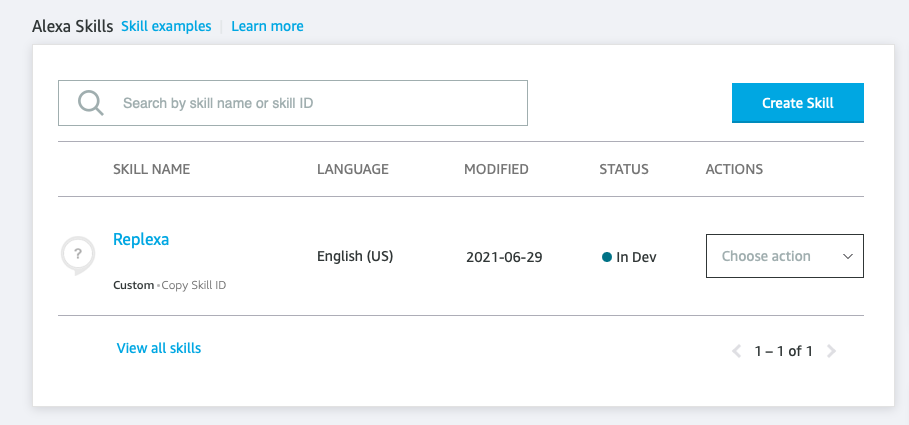 Alexa Skills Skill examples Learn more
Search by skill name or skill ID
Create Skill
SKILL NAME LANGUAGE MODIFIED STATUS ACTIONS
?
Replexa
English (US) 2021-06-29 In Dev Choose action
Custom • Copy Skill ID
View all skills 1 – 1 of 1